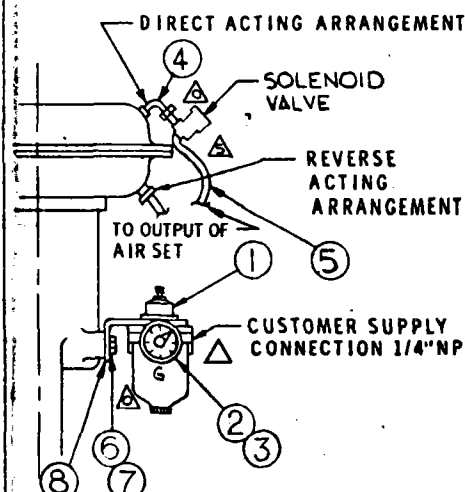 DIRECT ACTING ARRANGEMENT
4
SOLENOID
VALVE
REVERSE
ACTING
ARRANGEMENT
TO OUTPUT OF
AIR SET
1
5
CUSTOMER SUPPLY
CONNECTION 1/4"NP
G
2
3
6
8
7